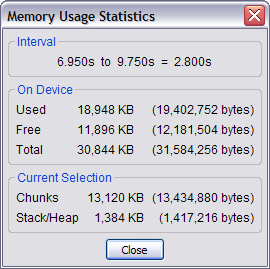 Memory Usage Statistics
Interval
6.950s to 9.750s = 2.800s
On Device
Used 18,948 KB (19,402,752 bytes)
Free 11,896 KB (12,181,504 bytes)
Total 30,844 KB (31,584,256 bytes)
Current Selection
Chunks 13,120 KB (13,434,880 bytes)
Stack/Heap 1,384 KB (1,417,216 bytes)
Close